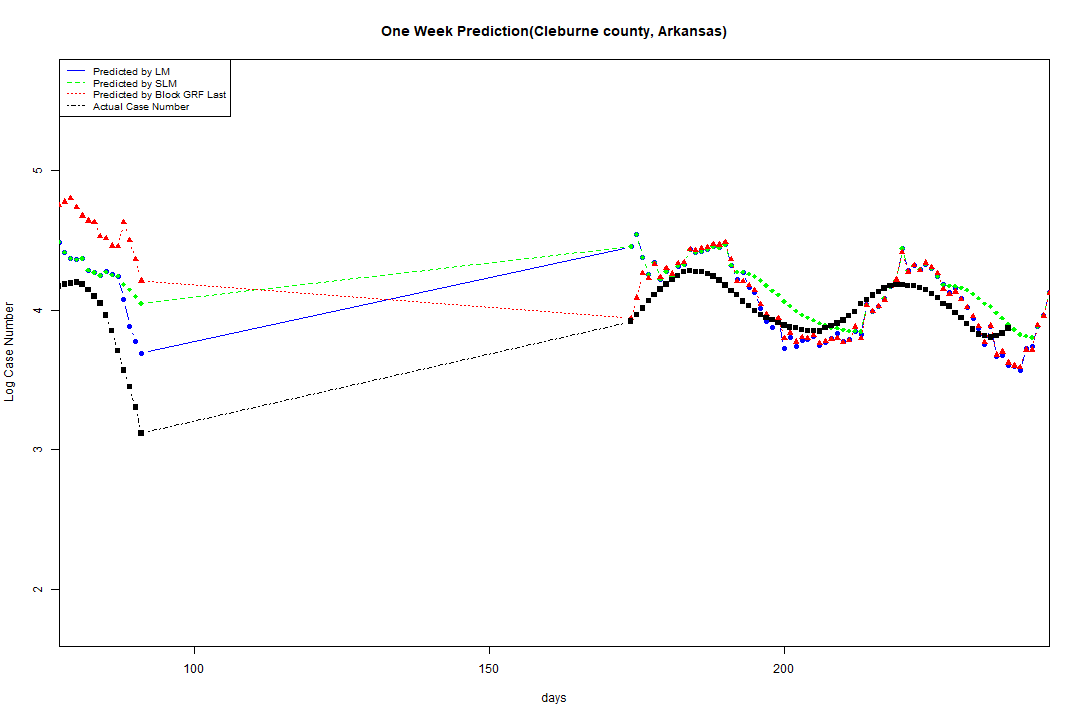 One Week Prediction(Cleburne county, Arkansas)
Predicted by LM
Predicted by SLM
Predicted by Block GRF Last
Actual Case Number
5
4
3
2
Log Case Number
100
150
200
days